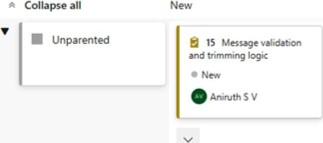 Collapse all
New
Unparented
15 Message validation
and trimming logic
New
AV Aniruth S V